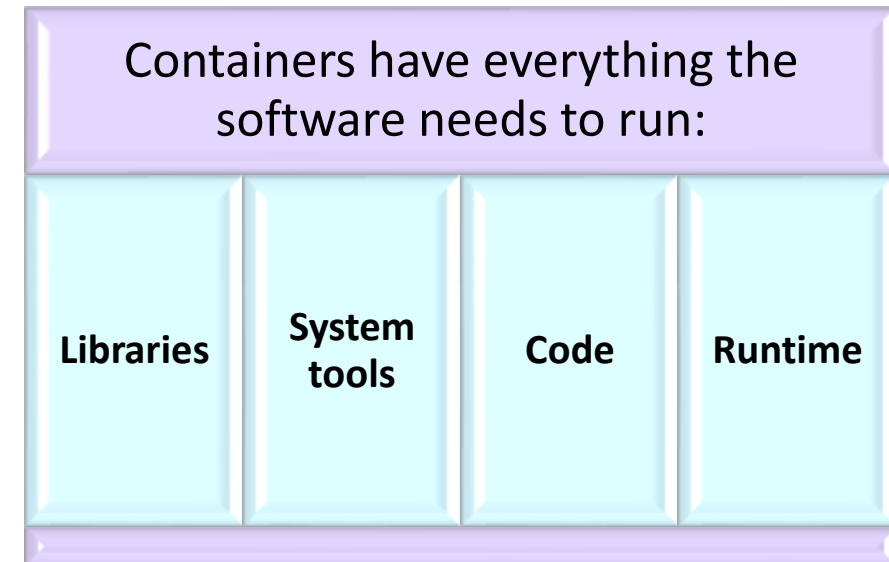 Containers have everything the
software needs to run:
Libraries
System
tools
Code
Runtime